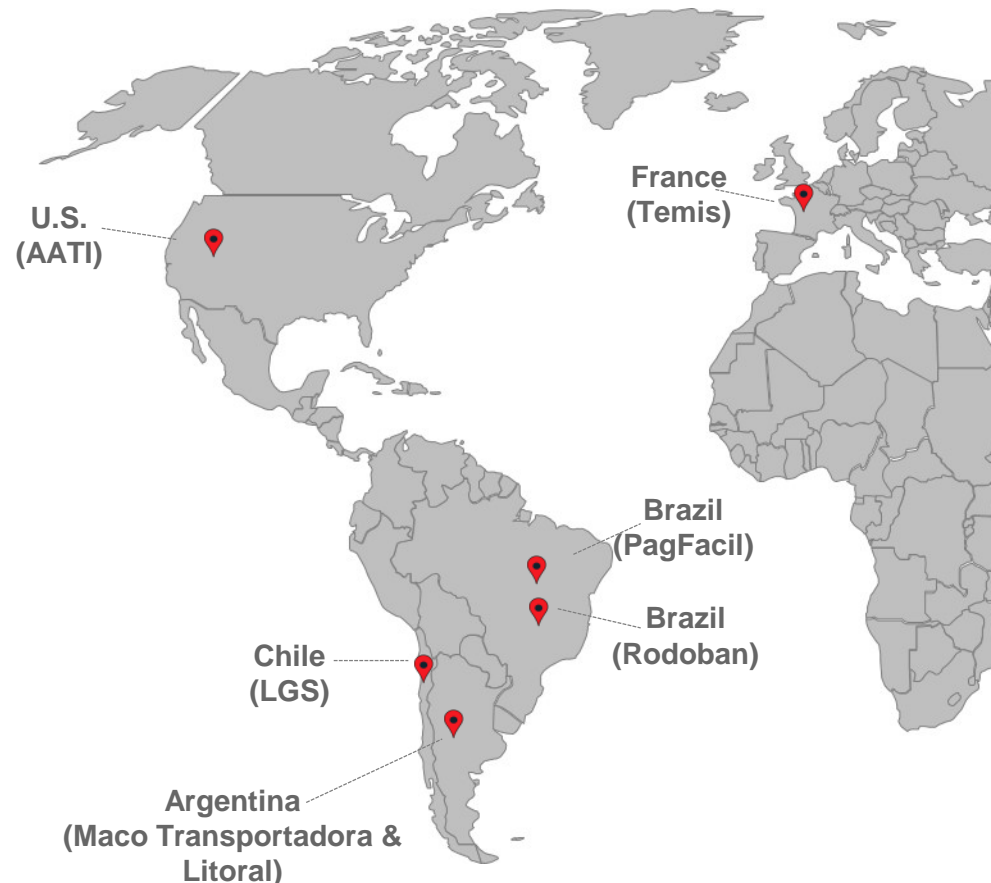 France
(Temis)
U.S.
(AATI)
Brazil
(PagFacil)
Brazil
(Rodoban)
Chile
(LGS)
Argentina
(Maco Transportadora &
Litoral)